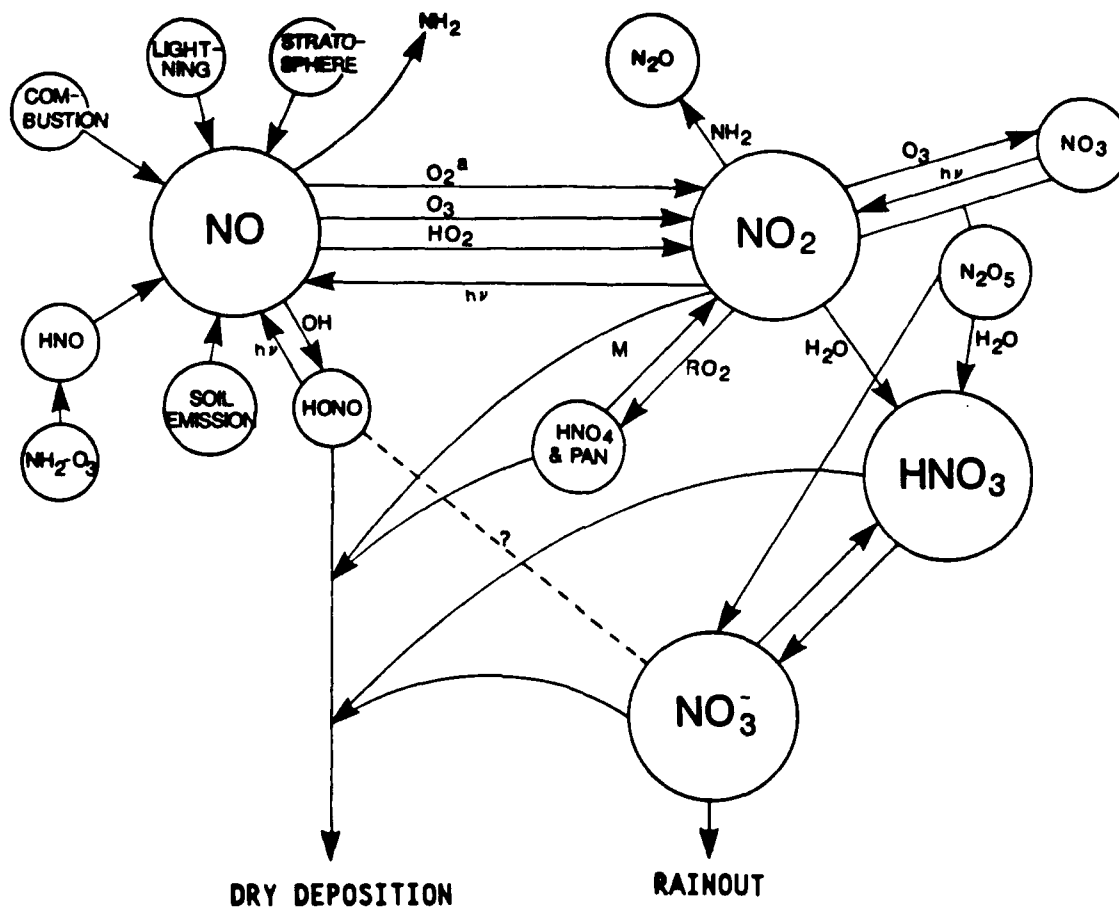 LIGHT-
NING
STRATO-
SPHERE
NH₂
N₂O
COM-
BUSTION
NH₂
O₃
NO₃
hν
O₂ᵃ
NO
O₃
NO₂
HO₂
N₂O₅
hν
OH
HNO
hν
M
RO₂
H₂O
H₂O
SOIL
EMISSION
HONO
HNO₄
& PAN
NH₂-O₃
HNO₃
?
NO₃⁻
DRY DEPOSITION
RAINOUT